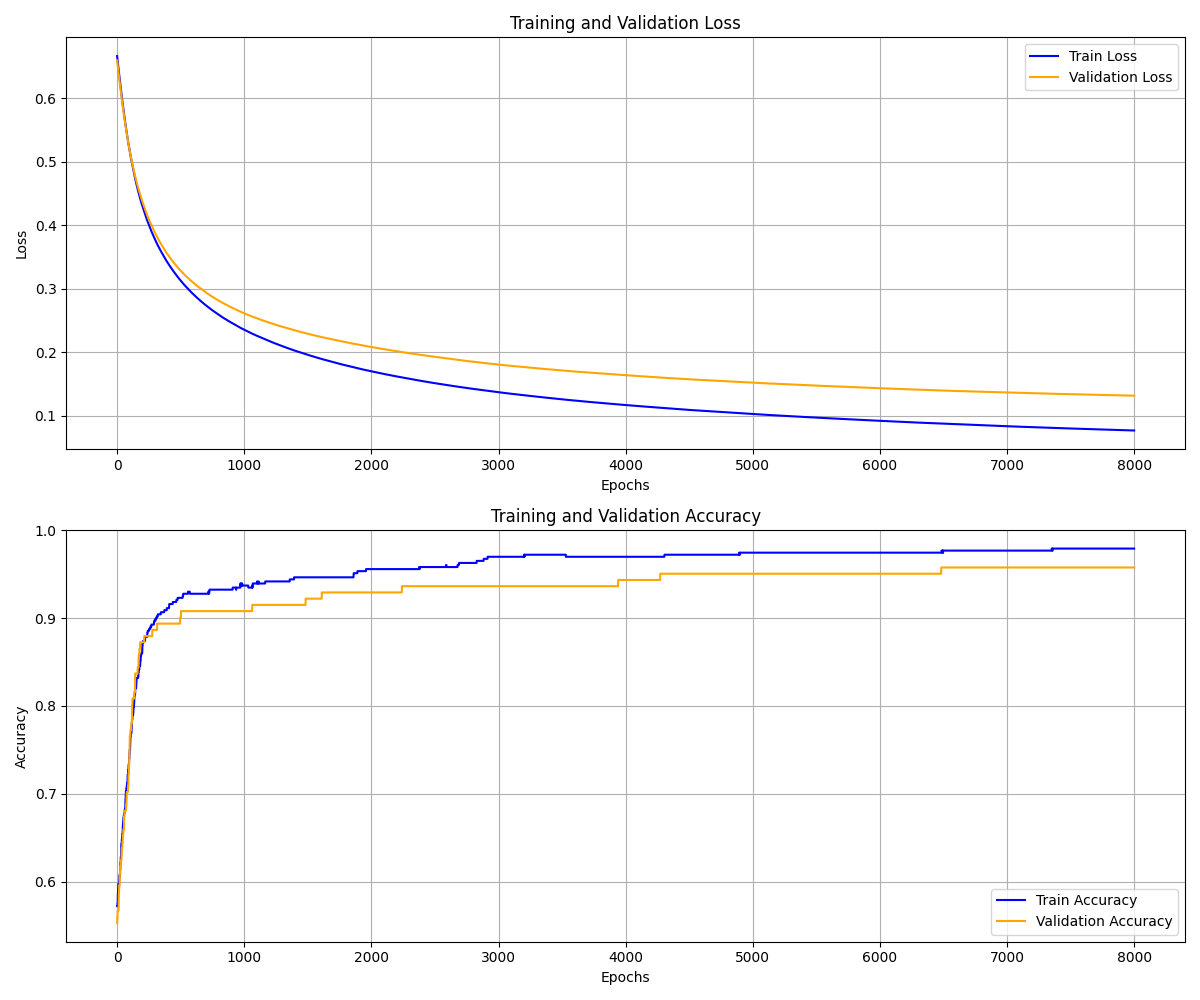 Training and Validation Loss
Train Loss
Validation Loss
0.6
0.5
0.4
0.3
0.2
0.1
Loss
0 1000 2000 3000 4000 5000 6000 7000 8000
Epochs
Training and Validation Accuracy
1.0
0.9
0.8
0.7
0.6
Accuracy
Train Accuracy
Validation Accuracy
0 1000 2000 3000 4000 5000 6000 7000 8000
Epochs